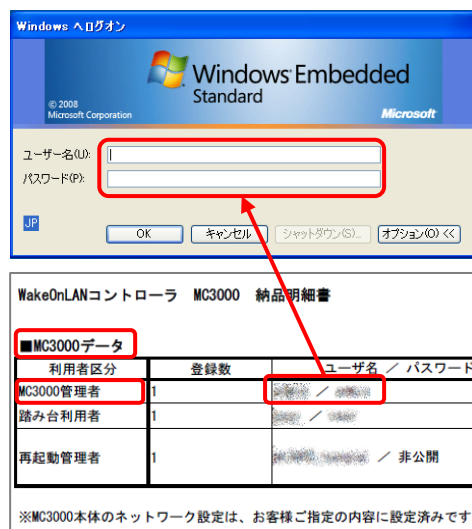 Windows へログオン
Windows Embedded
Standard
© 2008
Microsoft Corporation
Microsoft
ユーザー名(U):
パスワード(P):
JP
OK キャンセル シャットダウン(S)... オプション(O) <<
WakeOnLANコントローラ MC3000 納品明細書
■MC3000データ
利用者区分 登録数 ユーザ名 ／ パスワード
MC3000管理者 1 ／
踏み台利用者 1 ／
再起動管理者 1 ／ 非公開
※MC3000本体のネットワーク設定は、お客様ご指定の内容に設定済みです